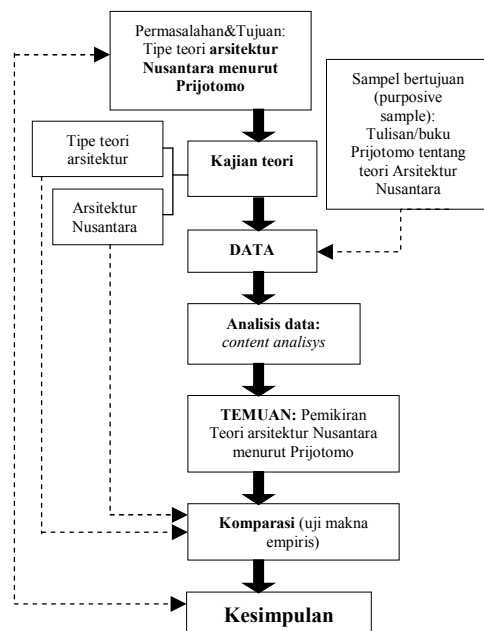 Permasalahan&Tujuan:
Tipe teori arsitektur
Nusantara menurut
Prijotomo
Sampel bertujuan
(purposive
sample):
Tulisan/buku
Prijotomo tentang
teori Arsitektur
Nusantara
Tipe teori
arsitektur
Kajian teori
Arsitektur
Nusantara
DATA
Analisis data:
content analisys
TEMUAN: Pemikiran
Teori arsitektur Nusantara
menurut Prijotomo
Komparasi (uji makna
empiris)
Kesimpulan